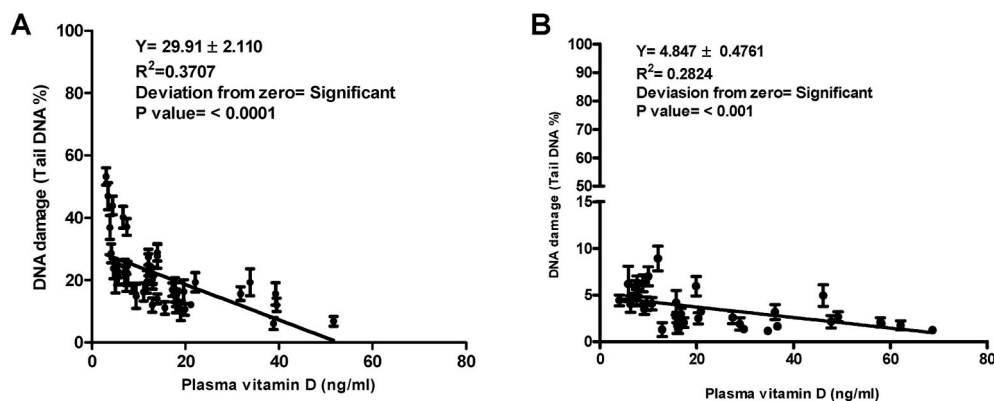 A
Y= 29.91 ± 2.110
R²=0.3707
Deviation from zero= Significant
P value= < 0.0001
DNA damage (Tail DNA %)
100
80
60
40
20
0
0 20 40 60 80
Plasma vitamin D (ng/ml)
B
Y= 4.847 ± 0.4761
R²= 0.2824
Deviasion from zero= Significant
P value= < 0.001
DNA damage (Tail DNA %)
100
90
80
70
60
50
15
10
5
0
0 20 40 60 80
Plasma vitamin D (ng/ml)